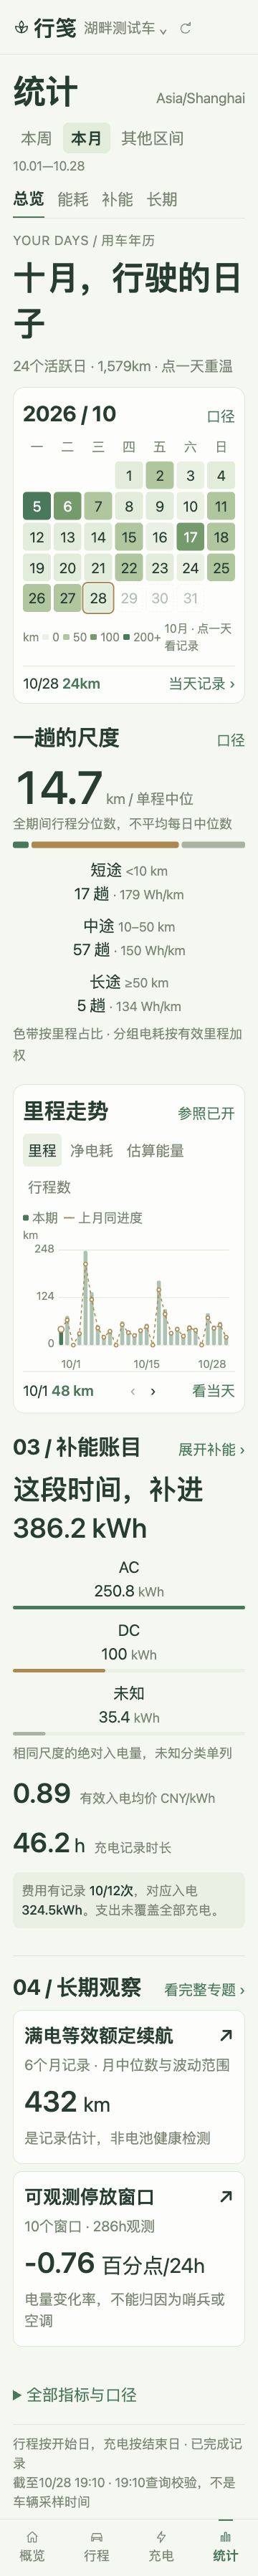 行笺 湖畔测试车
统计 Asia/Shanghai
本周 本月 其他区间
10.01—10.28
总览 能耗 补能 长期
YOUR DAYS / 用车年历
十月，行驶的日
子
24个活跃日 · 1,579km · 点一天重温
2026 / 10 口径
一 二 三 四 五 六 日
1 2 3 4
5 6 7 8 9 10 11
12 13 14 15 16 17 18
19 20 21 22 23 24 25
26 27 28 29 30 31
km 0 50 100 200+ 10月 · 点一天
看记录
10/28 24km 当天记录 ›
一趟的尺度 口径
14.7 km / 单程中位
全期间行程分位数，不平均每日中位数
短途 <10 km
17 趟 · 179 Wh/km
中途 10–50 km
57 趟 · 150 Wh/km
长途 ≥50 km
5 趟 · 134 Wh/km
色带按里程占比 · 分组电耗按有效里程加
权
里程走势 参照已开
里程 净电耗 估算能量
行程数
本期 上月同进度
km
248
124
0
10/1 10/15 10/28
10/1 48 km ‹ › 看当天
03 / 补能账目 展开补能 ›
这段时间，补进
386.2 kWh
AC
250.8 kWh
DC
100 kWh
未知
35.4 kWh
相同尺度的绝对入电量，未知分类单列
0.89 有效入电均价 CNY/kWh
46.2 h 充电记录时长
费用有记录 10/12次，对应入电
324.5kWh。支出未覆盖全部充电。
04 / 长期观察 看完整专题 ›
满电等效额定续航 ↗
6个月记录 · 月中位数与波动范围
432 km
是记录估计，非电池健康检测
可观测停放窗口 ↗
10个窗口 · 286h观测
-0.76 百分点/24h
电量变化率，不能归因为哨兵或
空调
▶ 全部指标与口径
行程按开始日，充电按结束日 · 已完成记
录
截至10/28 19:10 · 19:10查询校验，不是
车辆采样时间
概览 行程 充电 统计